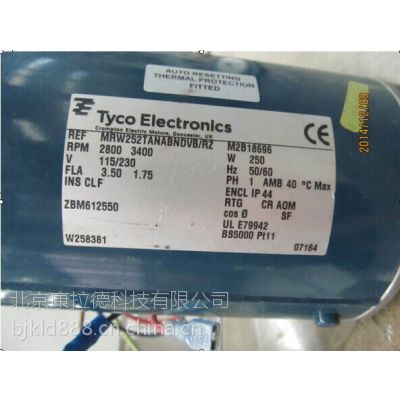 AUTO RESETTING
THERMAL PROTECTION
FITTED
TE Tyco Electronics
Crompton Electric Motors, Doncaster, UK
CE
REF MRW252TANABNDVB/RZ M2B18696
RPM 2800 3400 W 250
V 115/230 Hz 50/60
FLA 3.50 1.75 PH 1 AMB 40 °C Max
INS CLF ENCL IP 44
RTG CR AOM
ZBM612550 cos Ø SF
UL E79942
BS5000 Pt11
W258381 07164
2014/12/09
北京康拉德科技有限公司
bjkld888.cn.china.cn